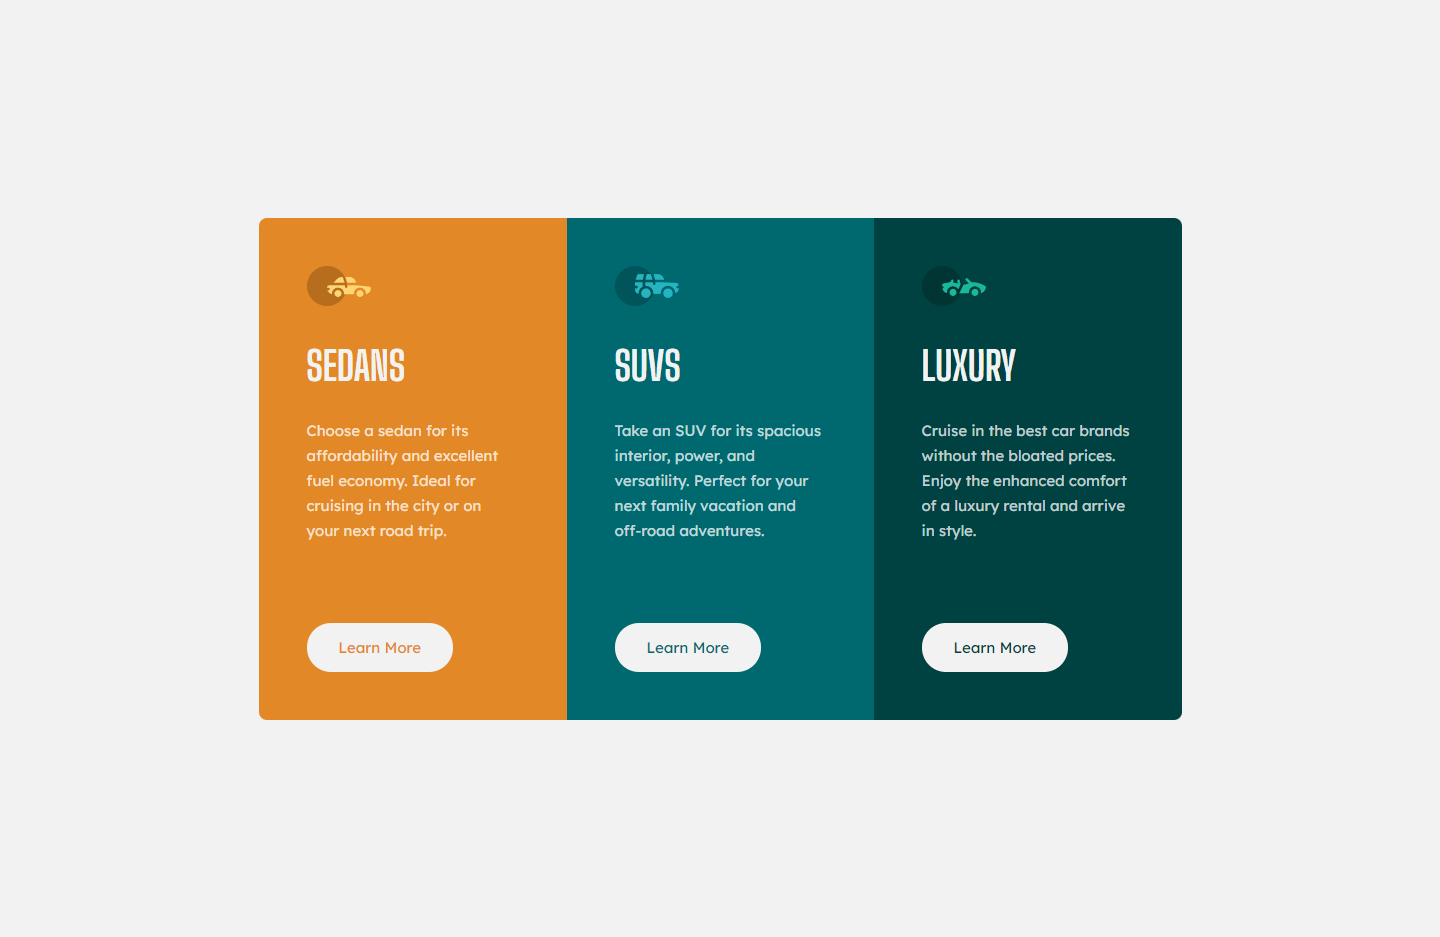 SEDANS
Choose a sedan for its
affordability and excellent
fuel economy. Ideal for
cruising in the city or on
your next road trip.
Learn More
SUVS
Take an SUV for its spacious
interior, power, and
versatility. Perfect for your
next family vacation and
off-road adventures.
Learn More
LUXURY
Cruise in the best car brands
without the bloated prices.
Enjoy the enhanced comfort
of a luxury rental and arrive
in style.
Learn More